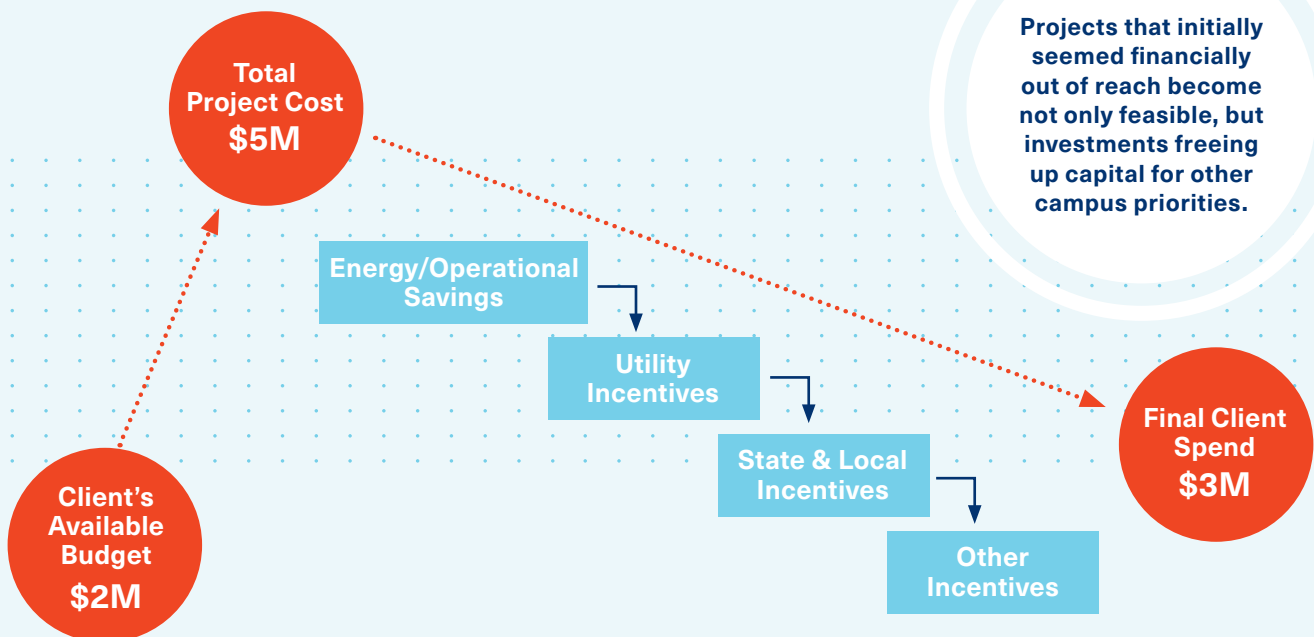 Projects that initially
seemed financially
out of reach become
not only feasible, but
investments freeing
up capital for other
campus priorities.
Total
Project Cost
$5M
Energy/Operational
Savings
Utility
Incentives
State & Local
Incentives
Other
Incentives
Client’s
Available
Budget
$2M
Final Client
Spend
$3M